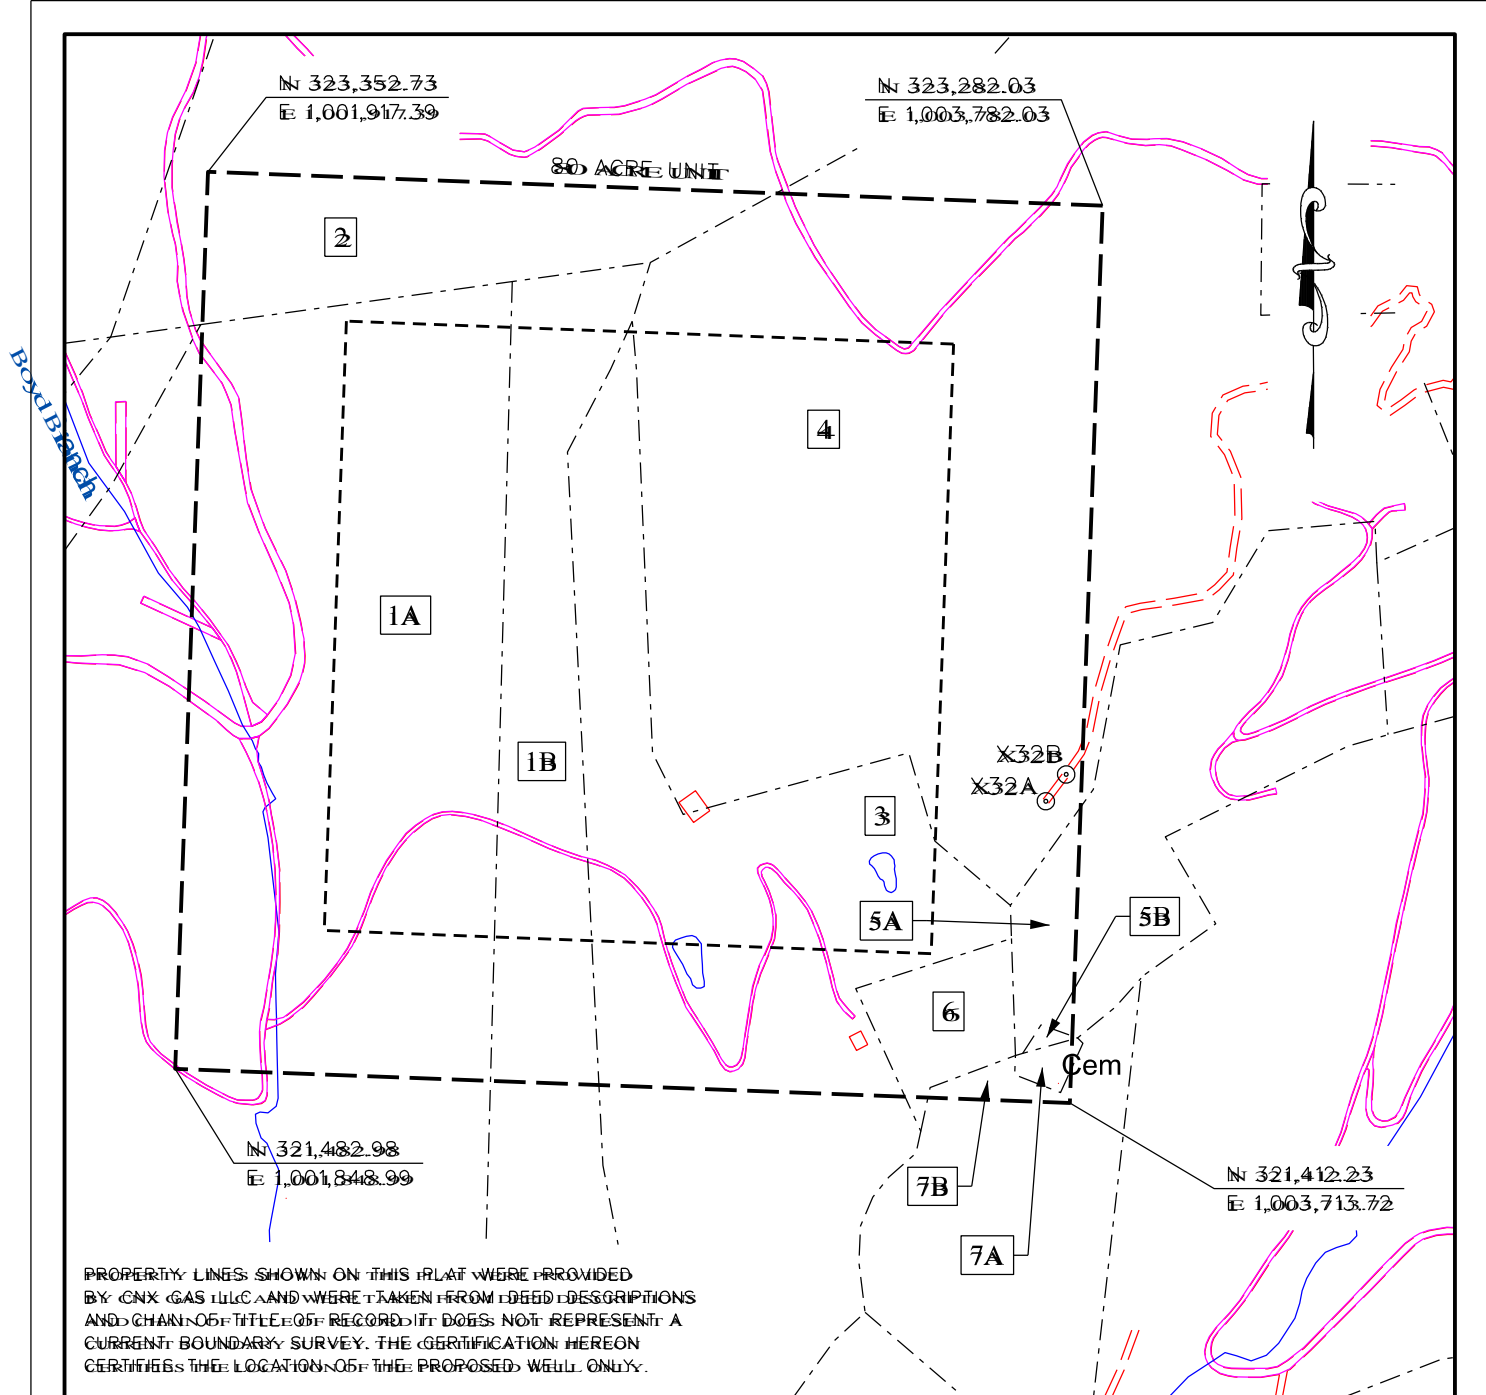 N 323,352.73
E 1,001,917.39
N 323,282.03
E 1,003,782.03
80 ACRE UNIT
2
Boyd Branch
4
1A
1B
X32B
X32A
3
5A
5B
6
Cem
N 321,482.98
E 1,001,848.99
7B
N 321,412.23
E 1,003,713.72
7A
PROPERTY LINES SHOWN ON THIS PLAT WERE PROVIDED
BY CNX GAS LLC AND WERE TAKEN FROM DEED DESCRIPTIONS
AND CHAIN OF TITLE OF RECORD IT DOES NOT REPRESENT A
CURRENT BOUNDARY SURVEY. THE CERTIFICATION HEREON
CERTIFIES THE LOCATION OF THE PROPOSED WELL ONLY.